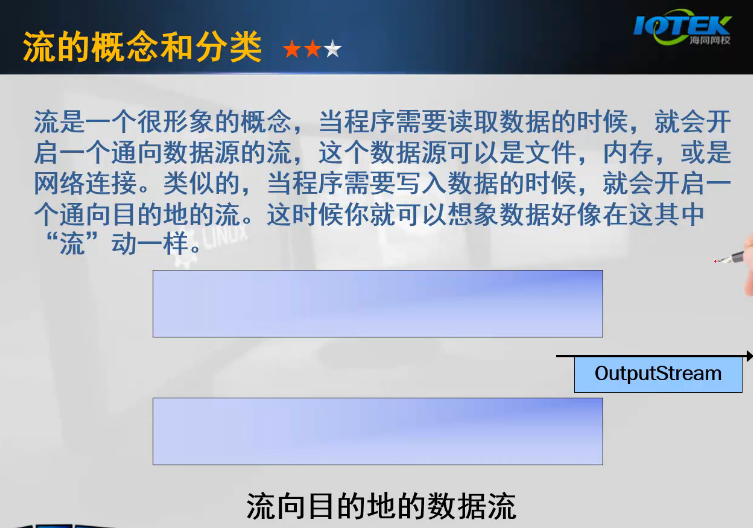 流的概念和分类
IOTEK
海同网校
流是一个很形象的概念，当程序需要读取数据的时候，就会开
启一个通向数据源的流，这个数据源可以是文件，内存，或是
网络连接。类似的，当程序需要写入数据的时候，就会开启一
个通向目的地的流。这时候你就可以想象数据好像在这其中
“流”动一样。
LINUX
OutputStream
流向目的地的数据流